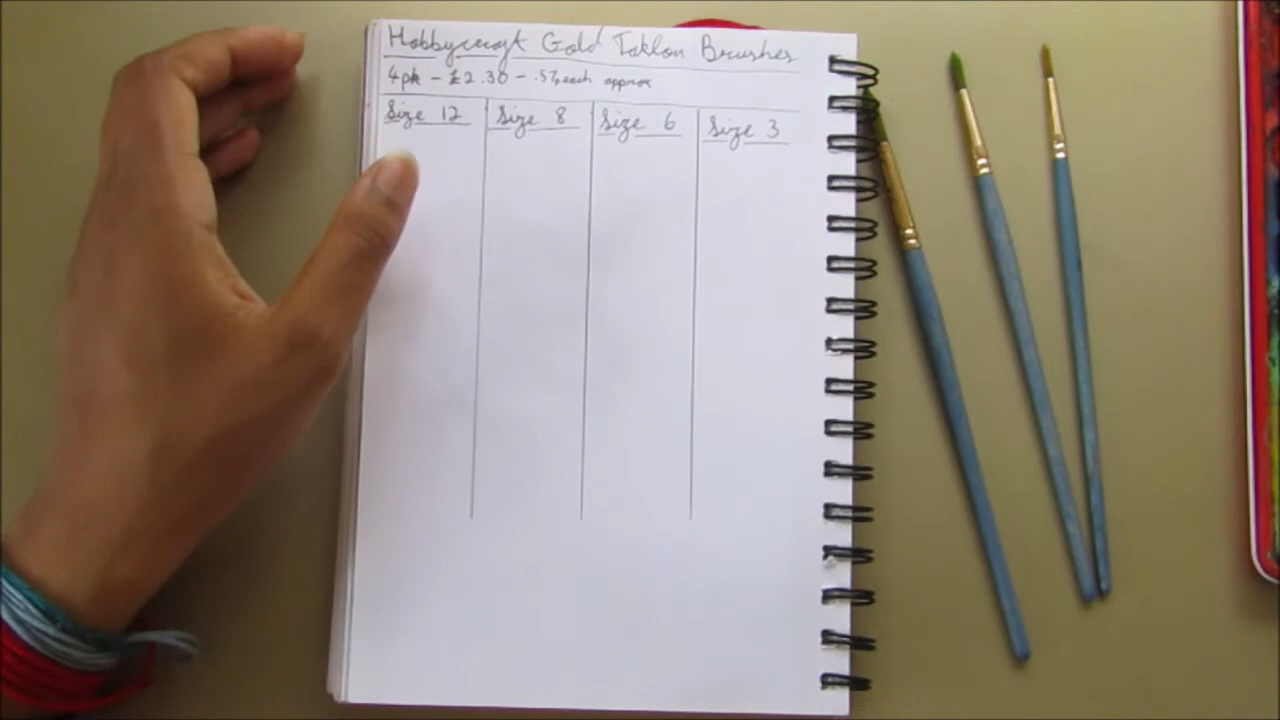 Hobbycraft Gold Taklon Brushes
4pk - £2.30 - .57p each approx
Size 12 Size 8 Size 6 Size 3